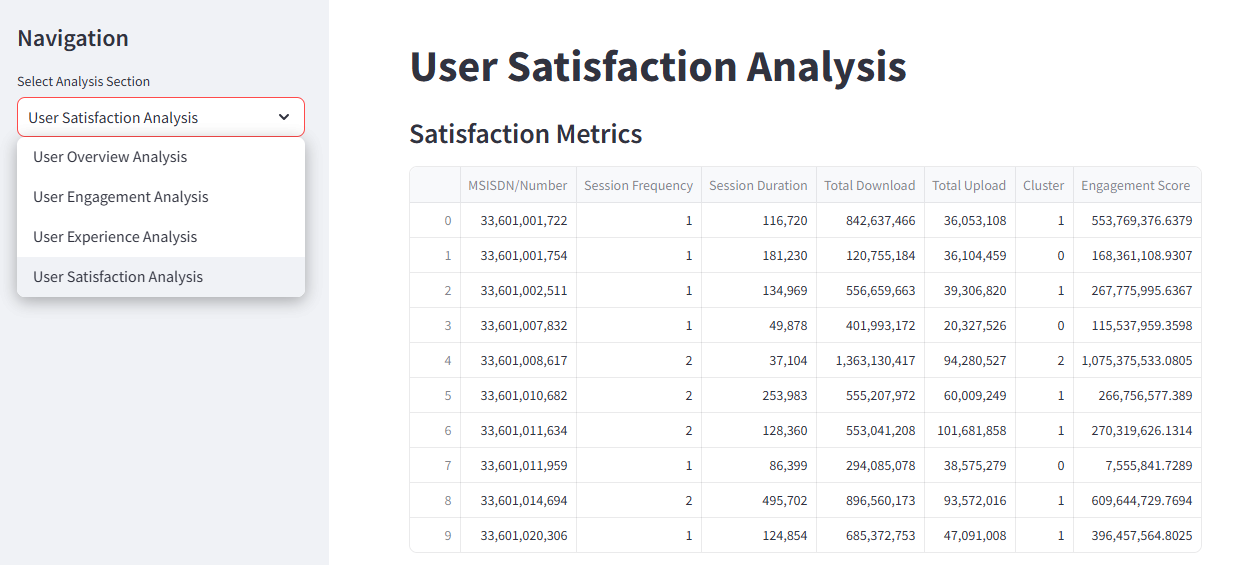 Navigation
Select Analysis Section
User Satisfaction Analysis
User Overview Analysis
User Engagement Analysis
User Experience Analysis
User Satisfaction Analysis
User Satisfaction Analysis
Satisfaction Metrics
MSISDN/Number Session Frequency Session Duration Total Download Total Upload Cluster Engagement Score
0 33,601,001,722 1 116,720 842,637,466 36,053,108 1 553,769,376.6379
1 33,601,001,754 1 181,230 120,755,184 36,104,459 0 168,361,108.9307
2 33,601,002,511 1 134,969 556,659,663 39,306,820 1 267,775,995.6367
3 33,601,007,832 1 49,878 401,993,172 20,327,526 0 115,537,959.3598
4 33,601,008,617 2 37,104 1,363,130,417 94,280,527 2 1,075,375,533.0805
5 33,601,010,682 2 253,983 555,207,972 60,009,249 1 266,756,577.389
6 33,601,011,634 2 128,360 553,041,208 101,681,858 1 270,319,626.1314
7 33,601,011,959 1 86,399 294,085,078 38,575,279 0 7,555,841.7289
8 33,601,014,694 2 495,702 896,560,173 93,572,016 1 609,644,729.7694
9 33,601,020,306 1 124,854 685,372,753 47,091,008 1 396,457,564.8025